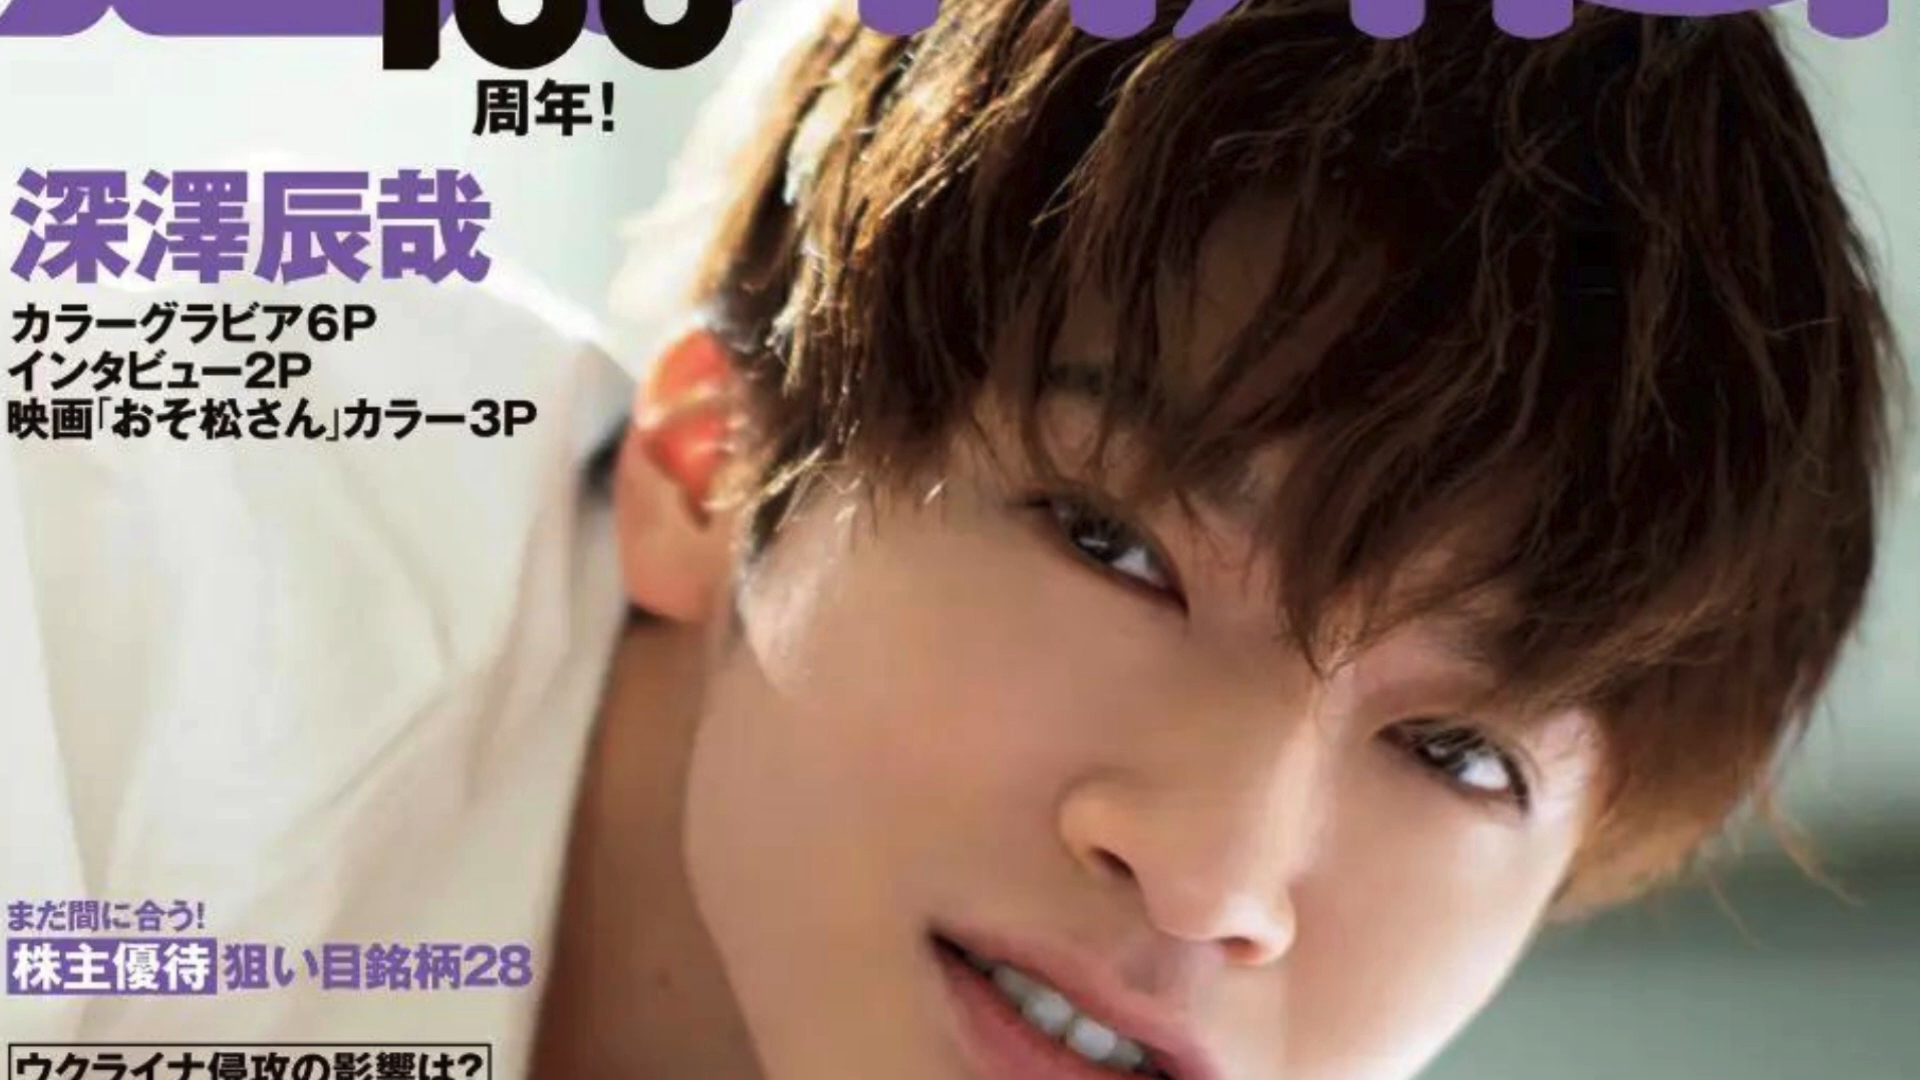 100
周年!
深澤辰哉
カラーグラビア6P
インタビュー2P
映画「おそ松さん」カラー3P
まだ間に合う!
株主優待 狙い目銘柄28
ウクライナ侵攻の影響は?